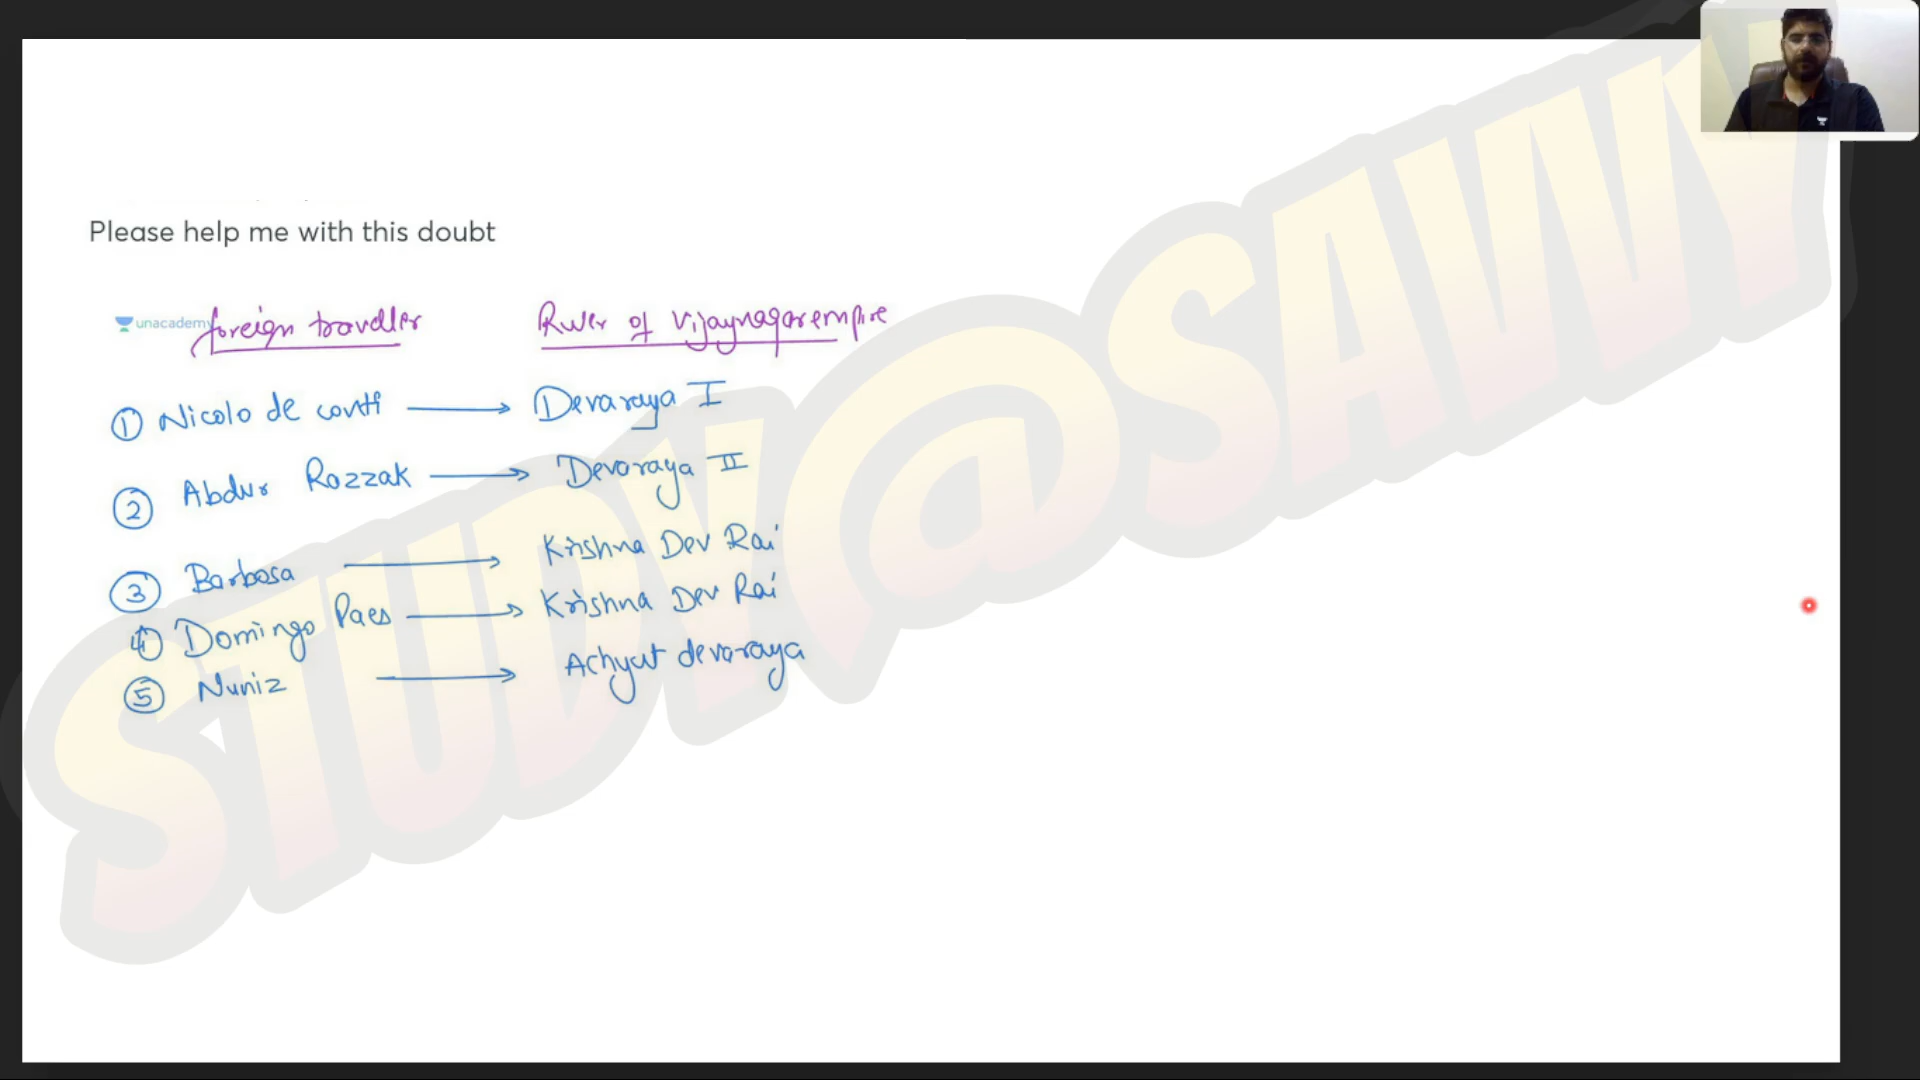 Please help me with this doubt
unacademy
foreign traveller Ruler of Vijaynagar empire
① Nicolo de conti → Devaraya I
② Abdur Razzak → Devaraya II
③ Barbosa → Krishna Dev Rai
④ Domingo Paes → Krishna Dev Rai
⑤ Nuniz → Achyut devaraya
STUDY@SAVVY